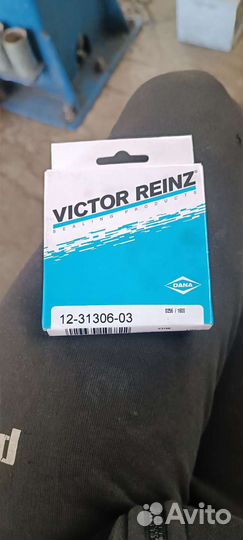 VICTOR REINZ®
SEALING PRODUCTS
DANA
12-31306-03
Avito